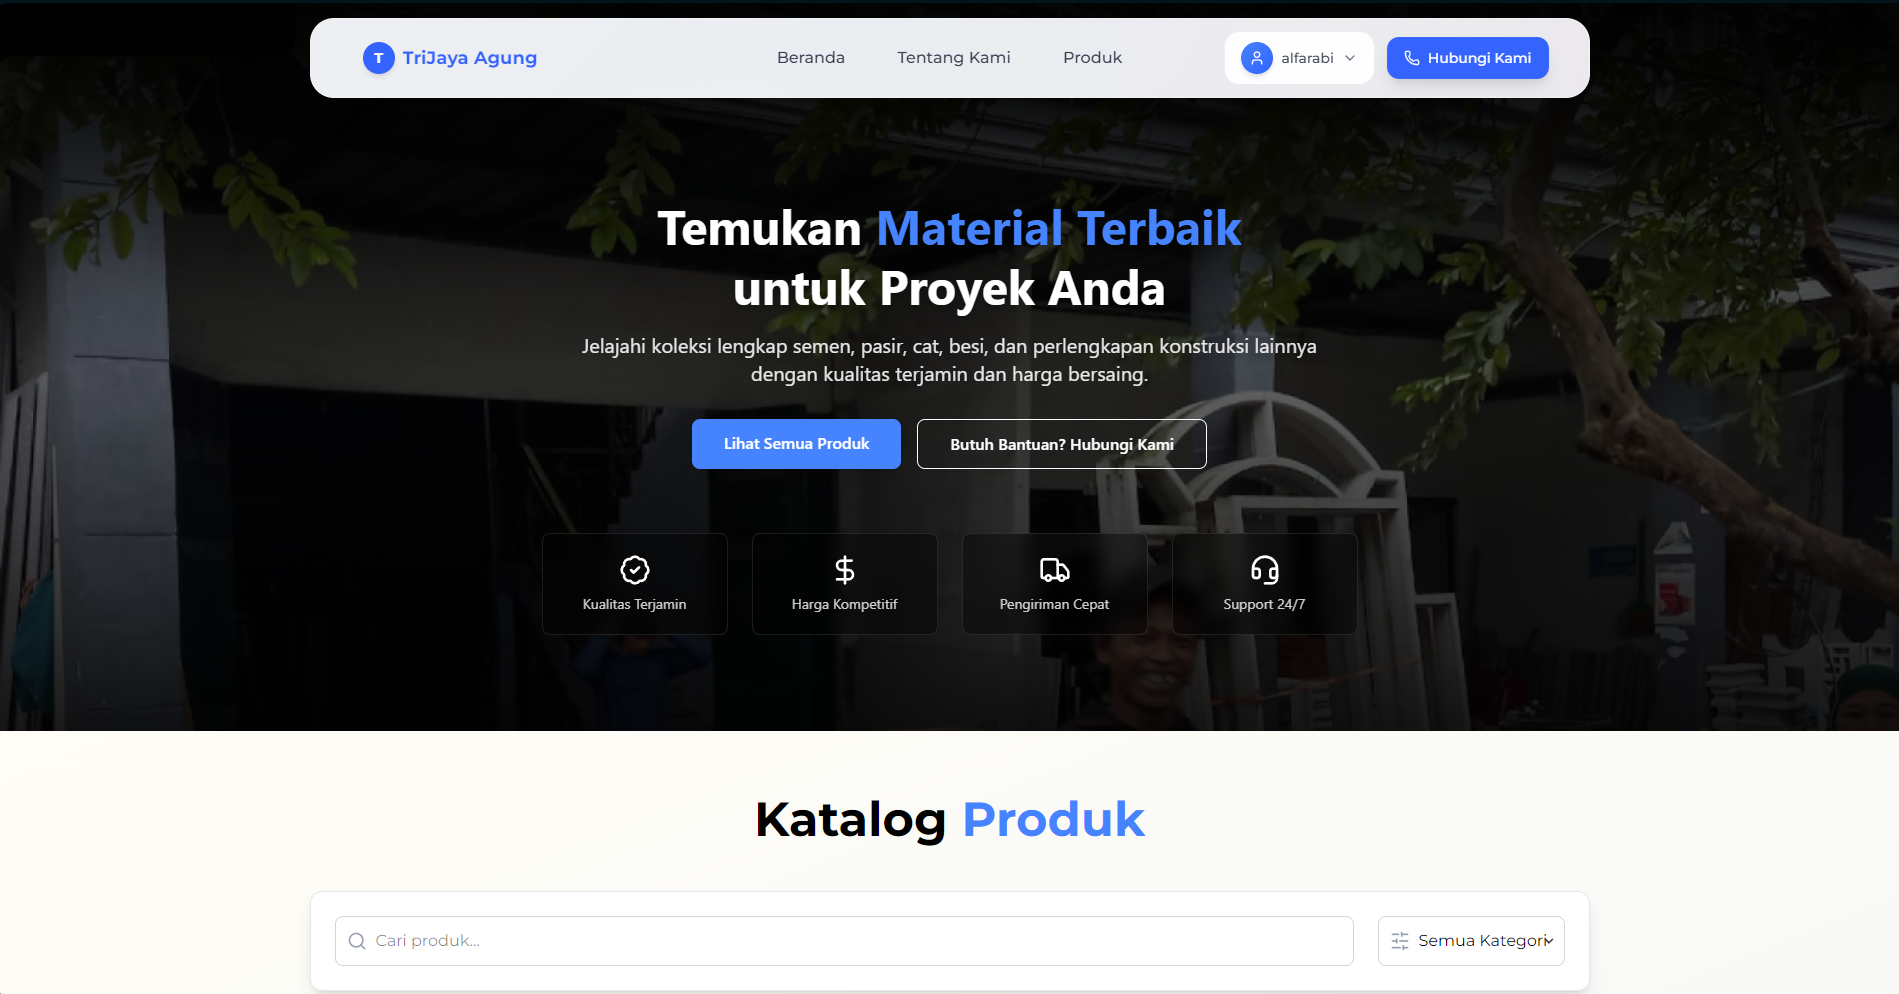 T TriJaya Agung
Beranda
Tentang Kami
Produk
alfarabi
Hubungi Kami
Temukan Material Terbaik
untuk Proyek Anda
Jelajahi koleksi lengkap semen, pasir, cat, besi, dan perlengkapan konstruksi lainnya
dengan kualitas terjamin dan harga bersaing.
Lihat Semua Produk
Butuh Bantuan? Hubungi Kami
Kualitas Terjamin
Harga Kompetitif
Pengiriman Cepat
Support 24/7
Katalog Produk
Cari produk...
Semua Kategori